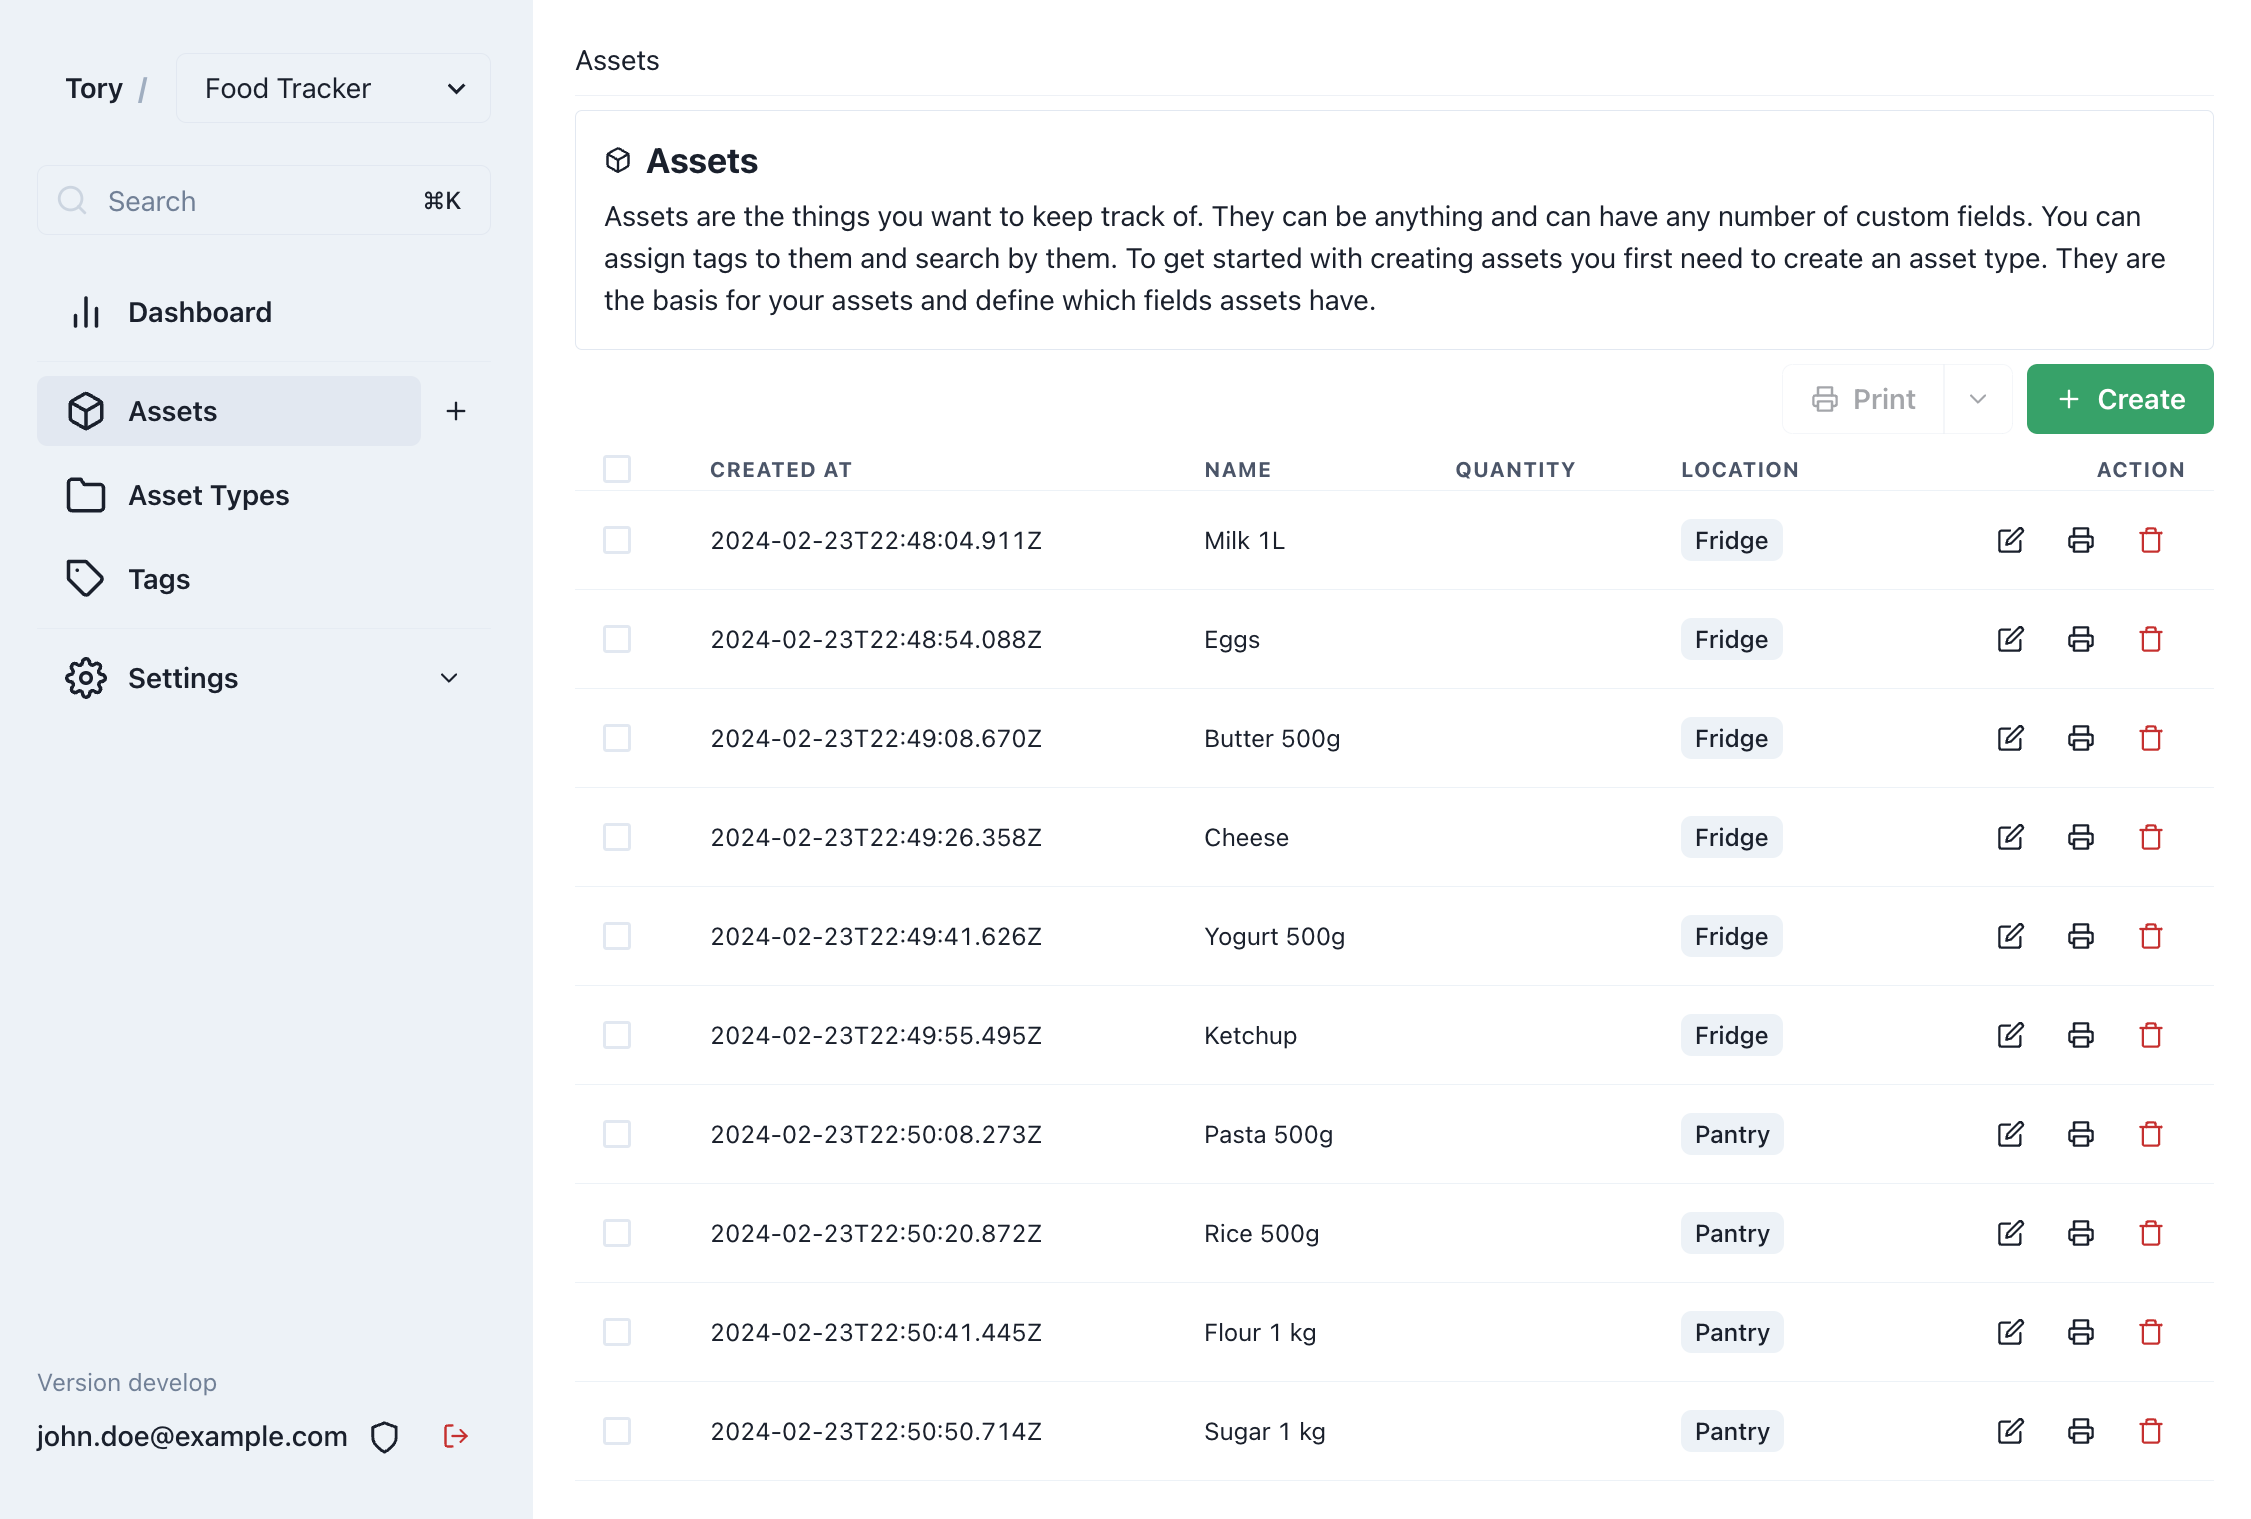 Tory / Food Tracker
Search ⌘K
Dashboard
Assets
Asset Types
Tags
Settings
Version develop
john.doe@example.com
Assets
Assets
Assets are the things you want to keep track of. They can be anything and can have any number of custom fields. You can
assign tags to them and search by them. To get started with creating assets you first need to create an asset type. They are
the basis for your assets and define which fields assets have.
Print + Create
CREATED AT NAME QUANTITY LOCATION ACTION
2024-02-23T22:48:04.911Z Milk 1L Fridge
2024-02-23T22:48:54.088Z Eggs Fridge
2024-02-23T22:49:08.670Z Butter 500g Fridge
2024-02-23T22:49:26.358Z Cheese Fridge
2024-02-23T22:49:41.626Z Yogurt 500g Fridge
2024-02-23T22:49:55.495Z Ketchup Fridge
2024-02-23T22:50:08.273Z Pasta 500g Pantry
2024-02-23T22:50:20.872Z Rice 500g Pantry
2024-02-23T22:50:41.445Z Flour 1 kg Pantry
2024-02-23T22:50:50.714Z Sugar 1 kg Pantry